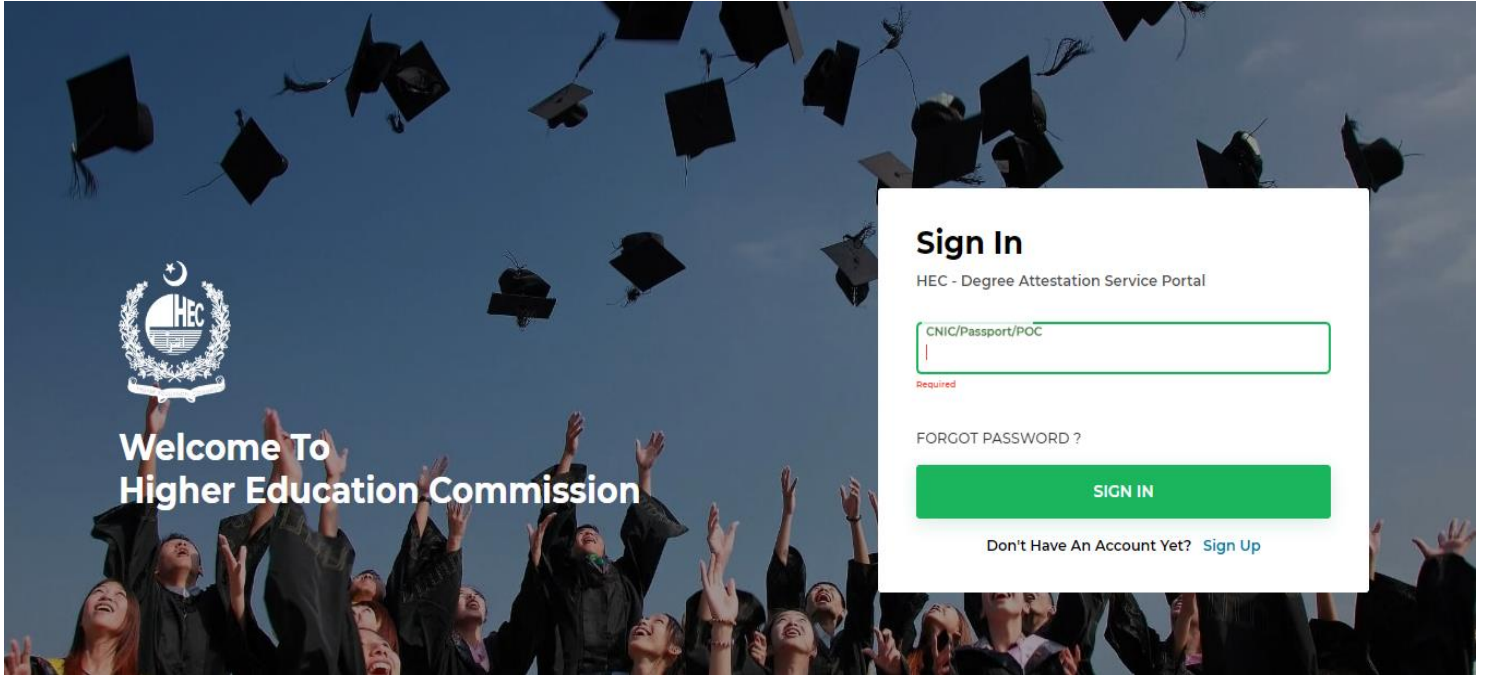 HEC
Welcome To
Higher Education Commission
Sign In
HEC - Degree Attestation Service Portal
CNIC/Passport/POC
Required
FORGOT PASSWORD ?
SIGN IN
Don't Have An Account Yet? Sign Up